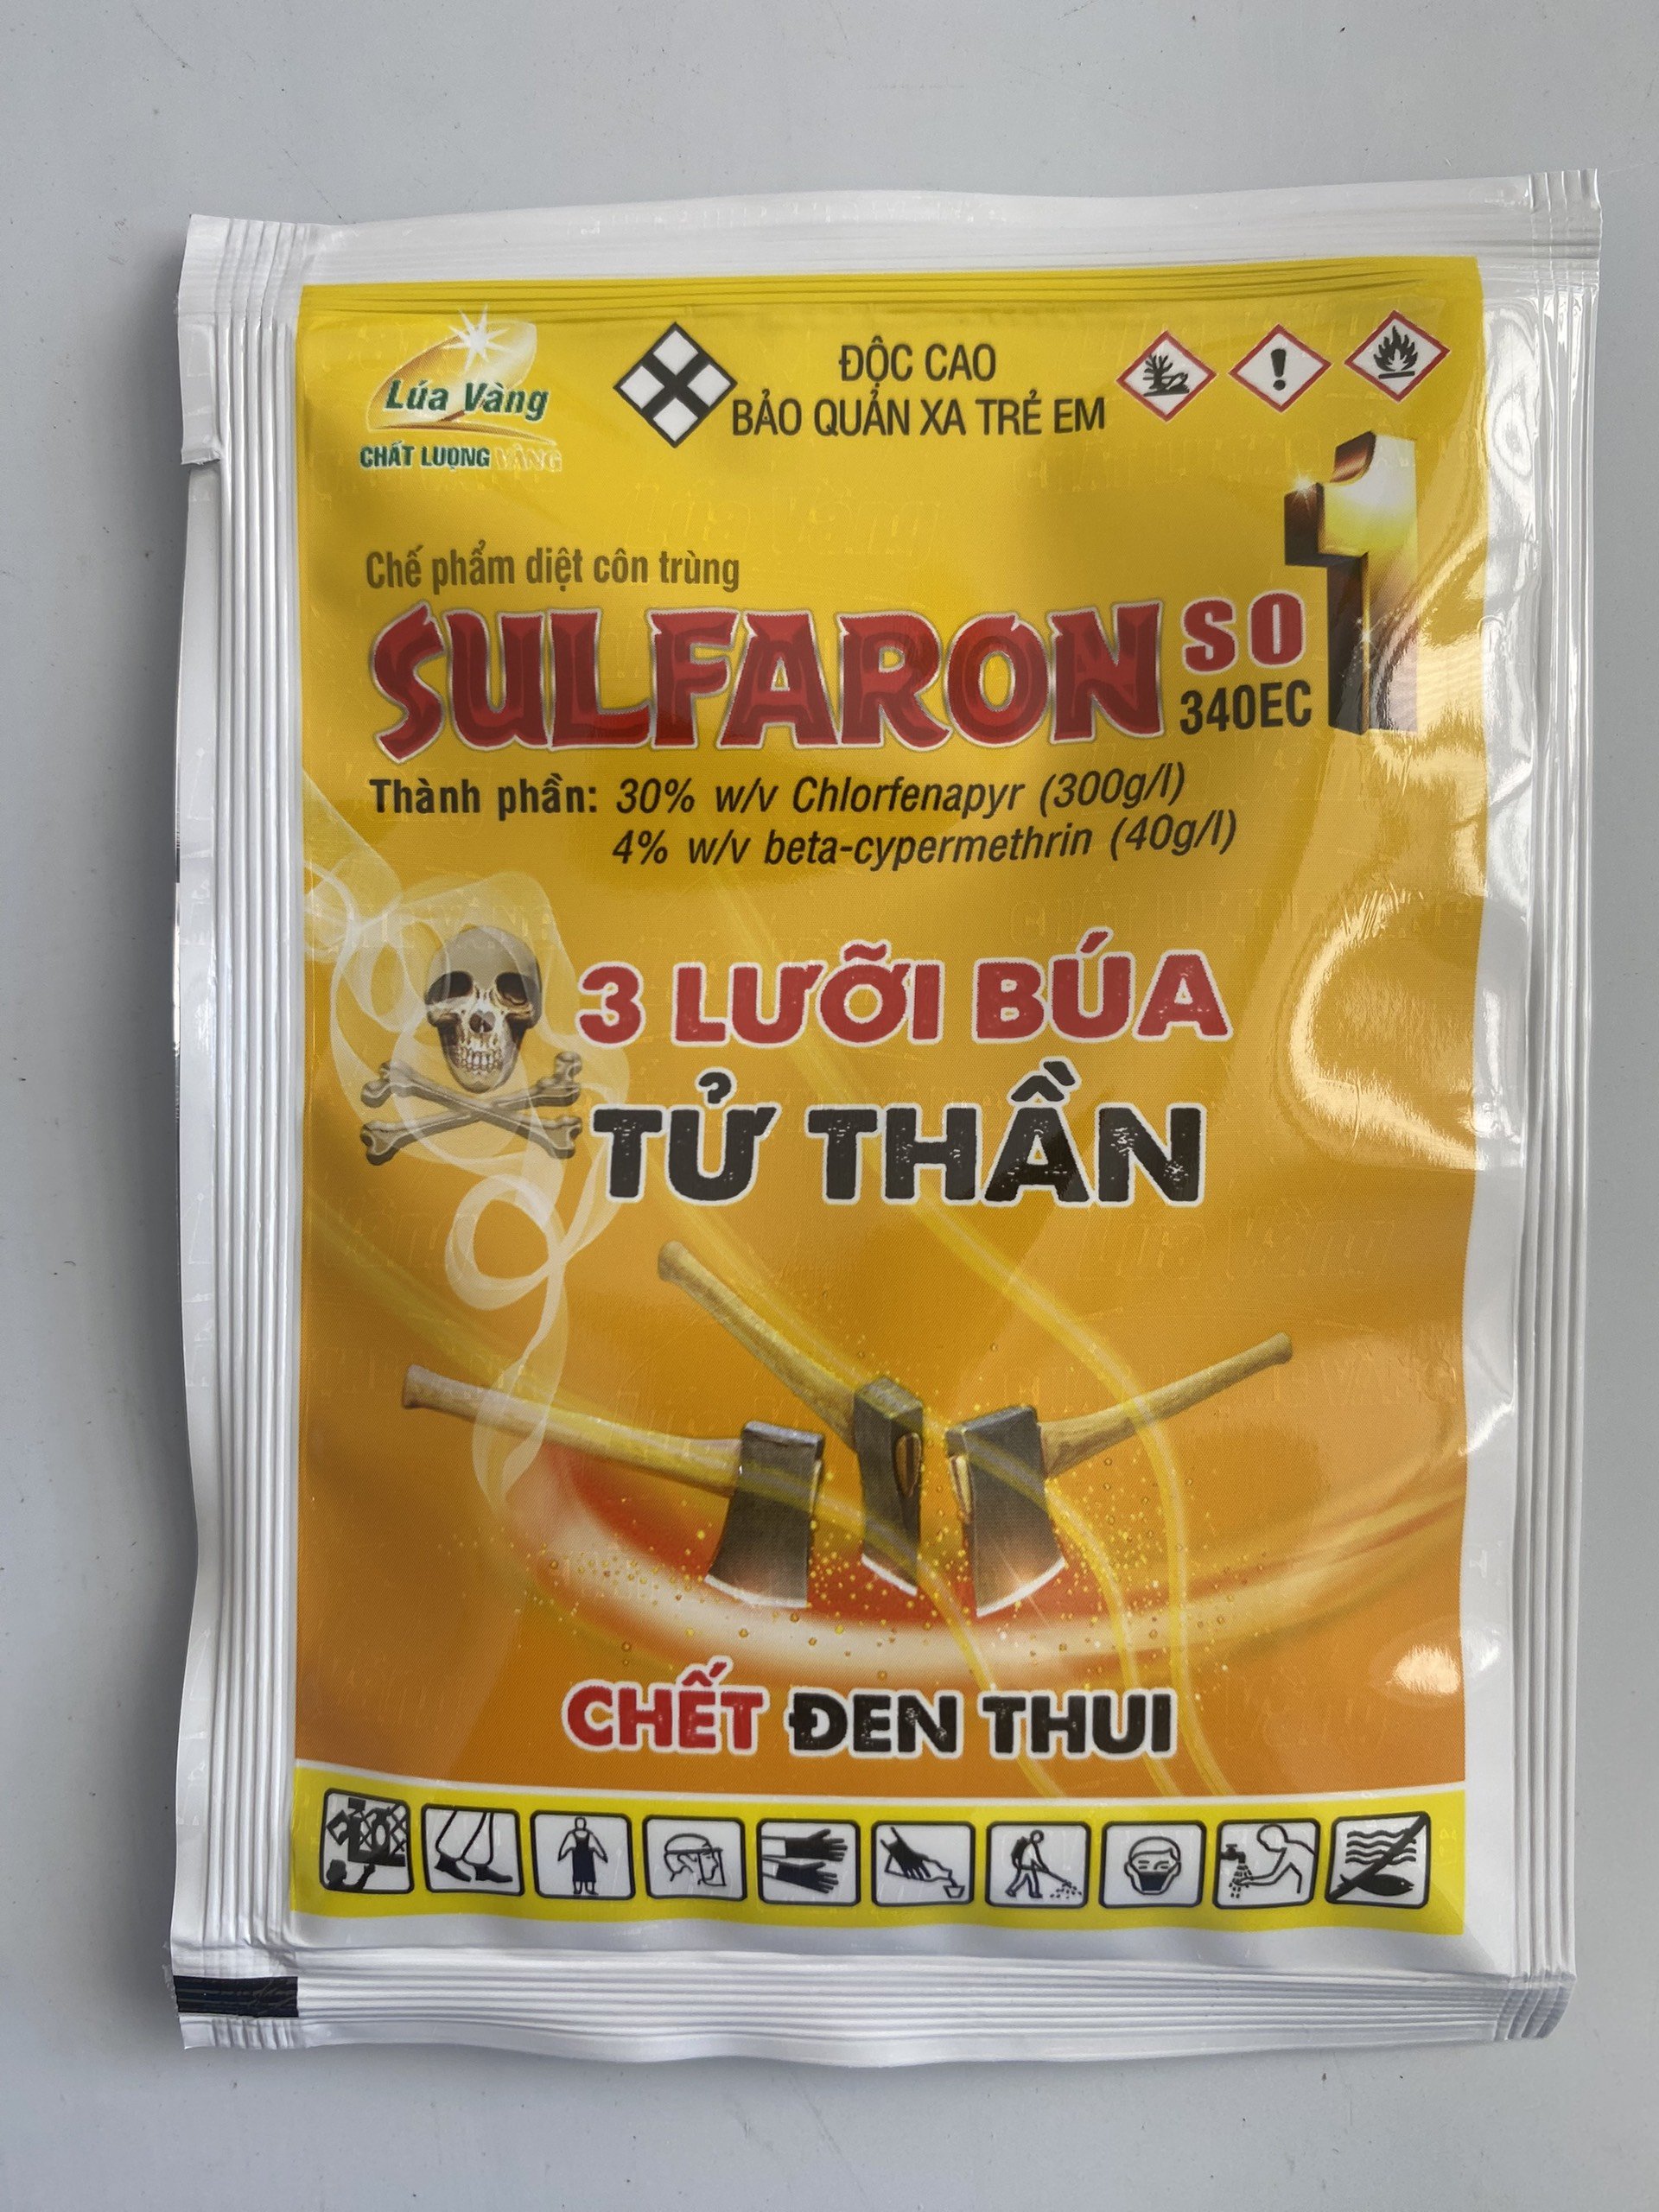 Lúa Vàng
CHẤT LƯỢNG VÀNG
ĐỘC CAO
BẢO QUẢN XA TRẺ EM
Chế phẩm diệt côn trùng
SULFARON SO 1
340EC
Thành phần: 30% w/v Chlorfenapyr (300g/l)
4% w/v beta-cypermethrin (40g/l)
3 LƯỠI BÚA
TỬ THẦN
CHẾT ĐEN THUI